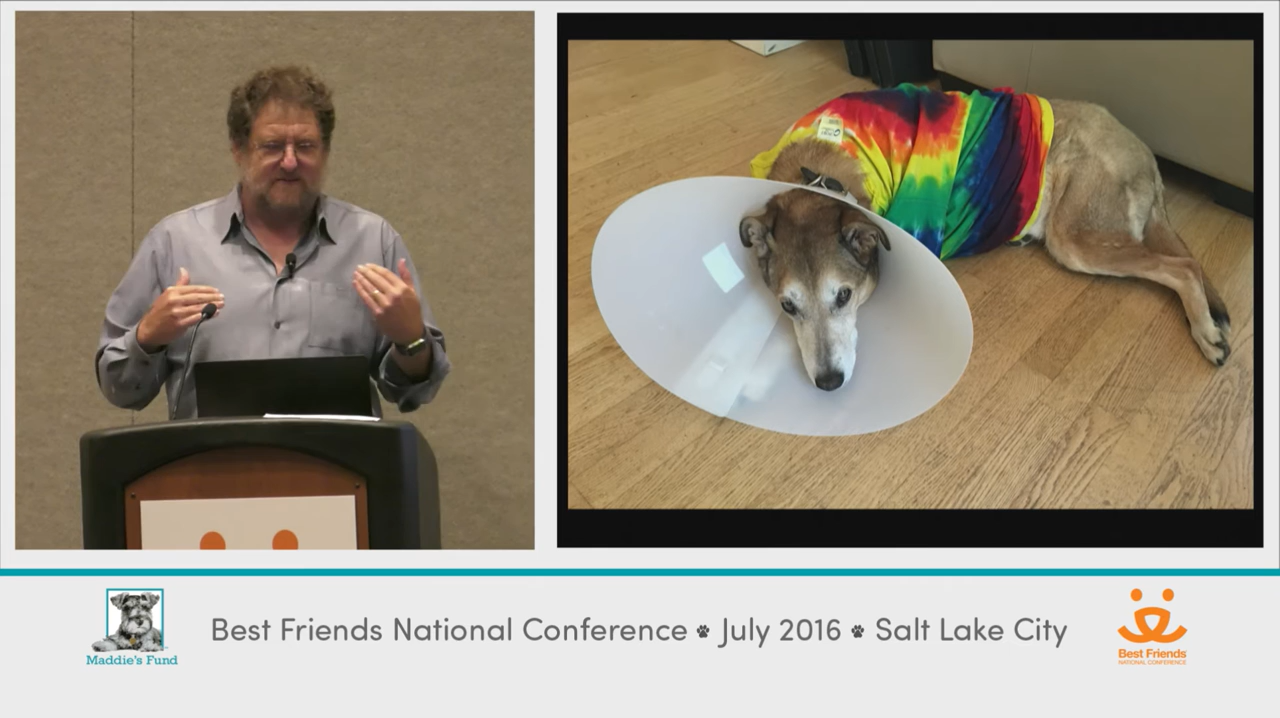 Maddie's Fund
Best Friends National Conference July 2016 Salt Lake City
Best Friends
NATIONAL CONFERENCE